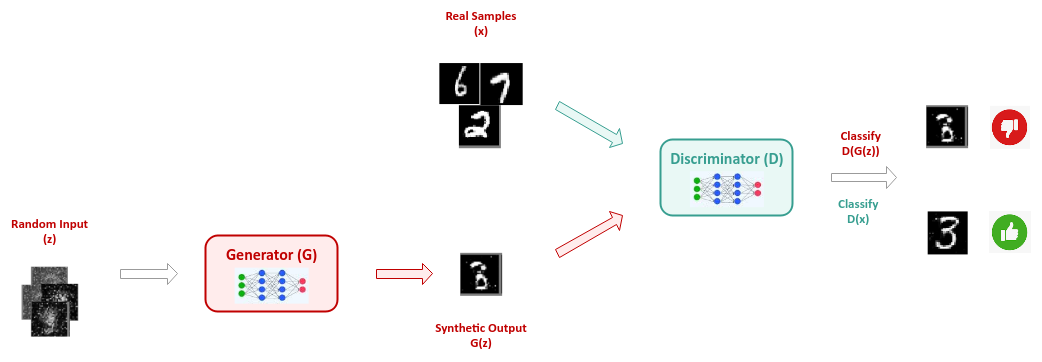 Real Samples
(x)
6 7
2
Discriminator (D)
Classify
D(G(z))
Classify
D(x)
3
Random Input
(z)
Generator (G)
Synthetic Output
G(z)